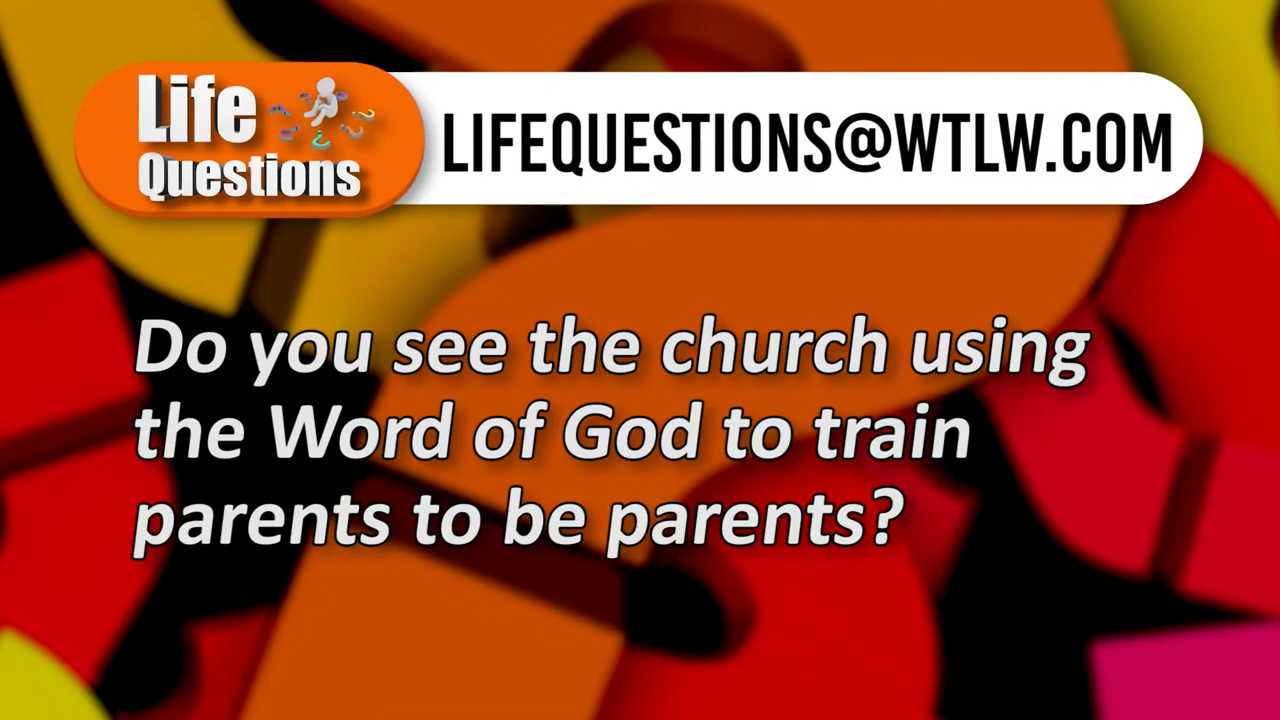 Life
Questions
LIFEQUESTIONS@WTLW.COM
Do you see the church using
the Word of God to train
parents to be parents?